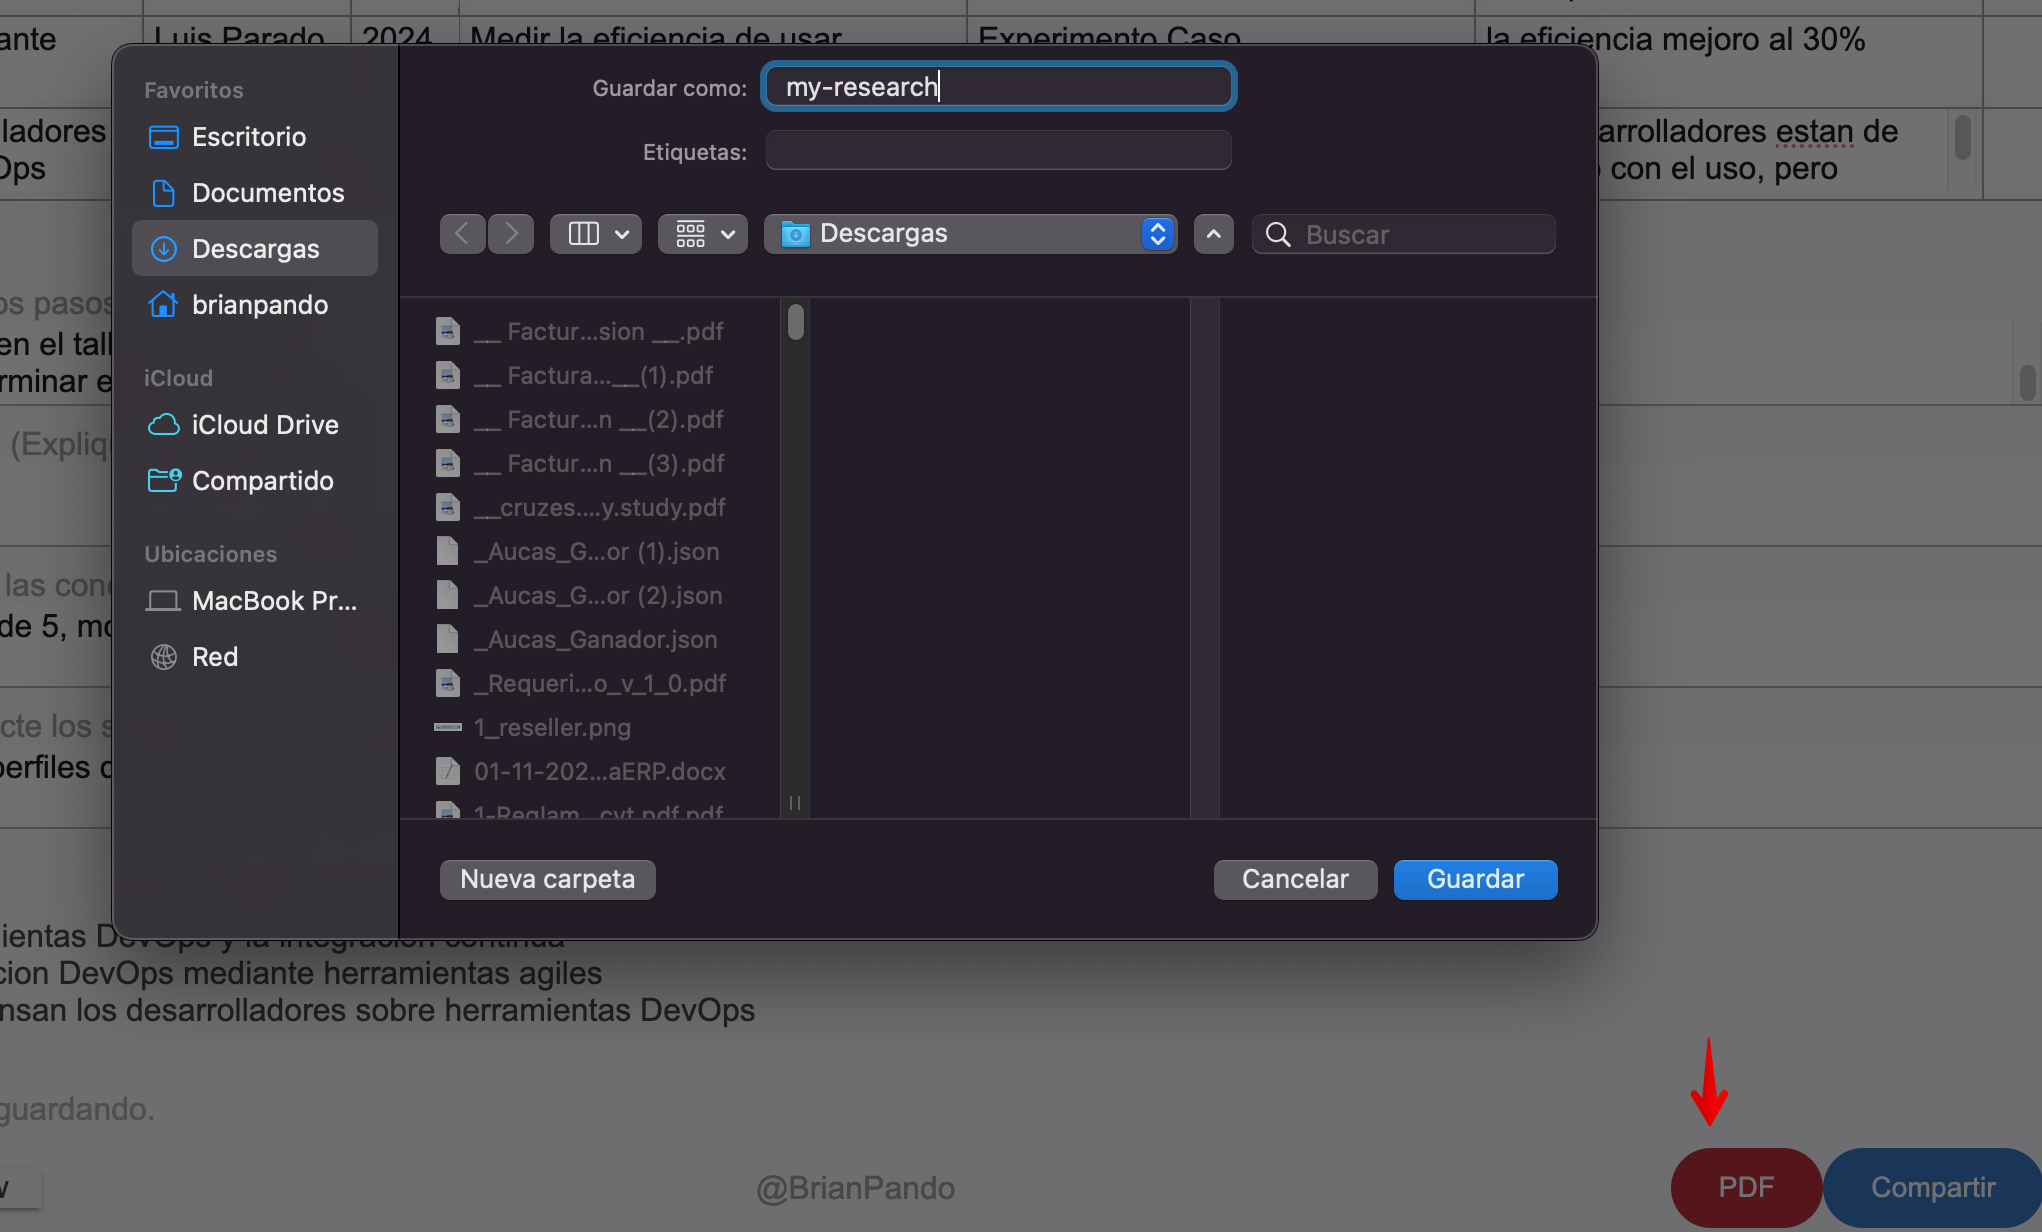 ante
Luis Parado
2024
Medir la eficiencia de usar
Experimento Caso
la eficiencia mejoro al 30%
lladores
Ops
arrolladores estan de
con el uso, pero
Favoritos
Escritorio
Documentos
Descargas
brianpando
iCloud
iCloud Drive
Compartido
Ubicaciones
MacBook Pr...
Red
Guardar como: my-research
Etiquetas:
Descargas
Buscar
__ Factur...sion __.pdf
__ Factura...__(1).pdf
__ Factur...n __(2).pdf
__ Factur...n __(3).pdf
__cruzes....y.study.pdf
_Aucas_G...or (1).json
_Aucas_G...or (2).json
_Aucas_Ganador.json
_Requeri...o_v_1_0.pdf
1_reseller.png
01-11-202...aERP.docx
1-Reglam...cyt.pdf.pdf
Nueva carpeta
Cancelar
Guardar
os pasos
en el tall
rminar e
(Expliqu
las cond
de 5, mo
cte los s
perfiles d
ientas DevOps y la integracion continua
cion DevOps mediante herramientas agiles
nsan los desarrolladores sobre herramientas DevOps
guardando.
@BrianPando
PDF
Compartir